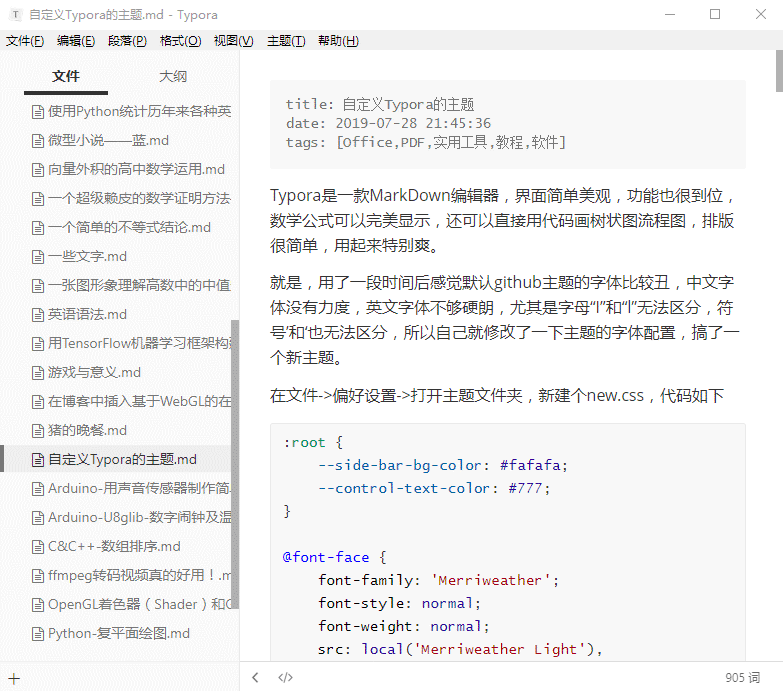 自定义Typora的主题.md - Typora
文件(F) 编辑(E) 段落(P) 格式(O) 视图(V) 主题(T) 帮助(H)
文件 大纲
使用Python统计历年来各种英
微型小说——蓝.md
向量外积的高中数学运用.md
一个超级赖皮的数学证明方法
一个简单的不等式结论.md
一些文字.md
一张图形象理解高数中的中值
英语语法.md
用TensorFlow机器学习框架构
游戏与意义.md
在博客中插入基于WebGL的在
猪的晚餐.md
自定义Typora的主题.md
Arduino-用声音传感器制作简
Arduino-U8glib-数字闹钟及温
C&C++-数组排序.md
ffmpeg转码视频真的好用！.m
OpenGL着色器（Shader）和
Python-复平面绘图.md
title: 自定义Typora的主题
date: 2019-07-28 21:45:36
tags: [Office,PDF,实用工具,教程,软件]
Typora是一款MarkDown编辑器，界面简单美观，功能也很到位，
数学公式可以完美显示，还可以直接用代码画树状图流程图，排版
很简单，用起来特别爽。
就是，用了一段时间后感觉默认github主题的字体比较丑，中文字
体没有力度，英文字体不够硬朗，尤其是字母“I”和“l”无法区分，符
号‘和’也无法区分，所以自己就修改了一下主题的字体配置，搞了一
个新主题。
在文件->偏好设置->打开主题文件夹，新建个new.css，代码如下
:root {
--side-bar-bg-color: #fafafa;
--control-text-color: #777;
}
@font-face {
font-family: 'Merriweather';
font-style: normal;
font-weight: normal;
src: local('Merriweather Light'),
905 词